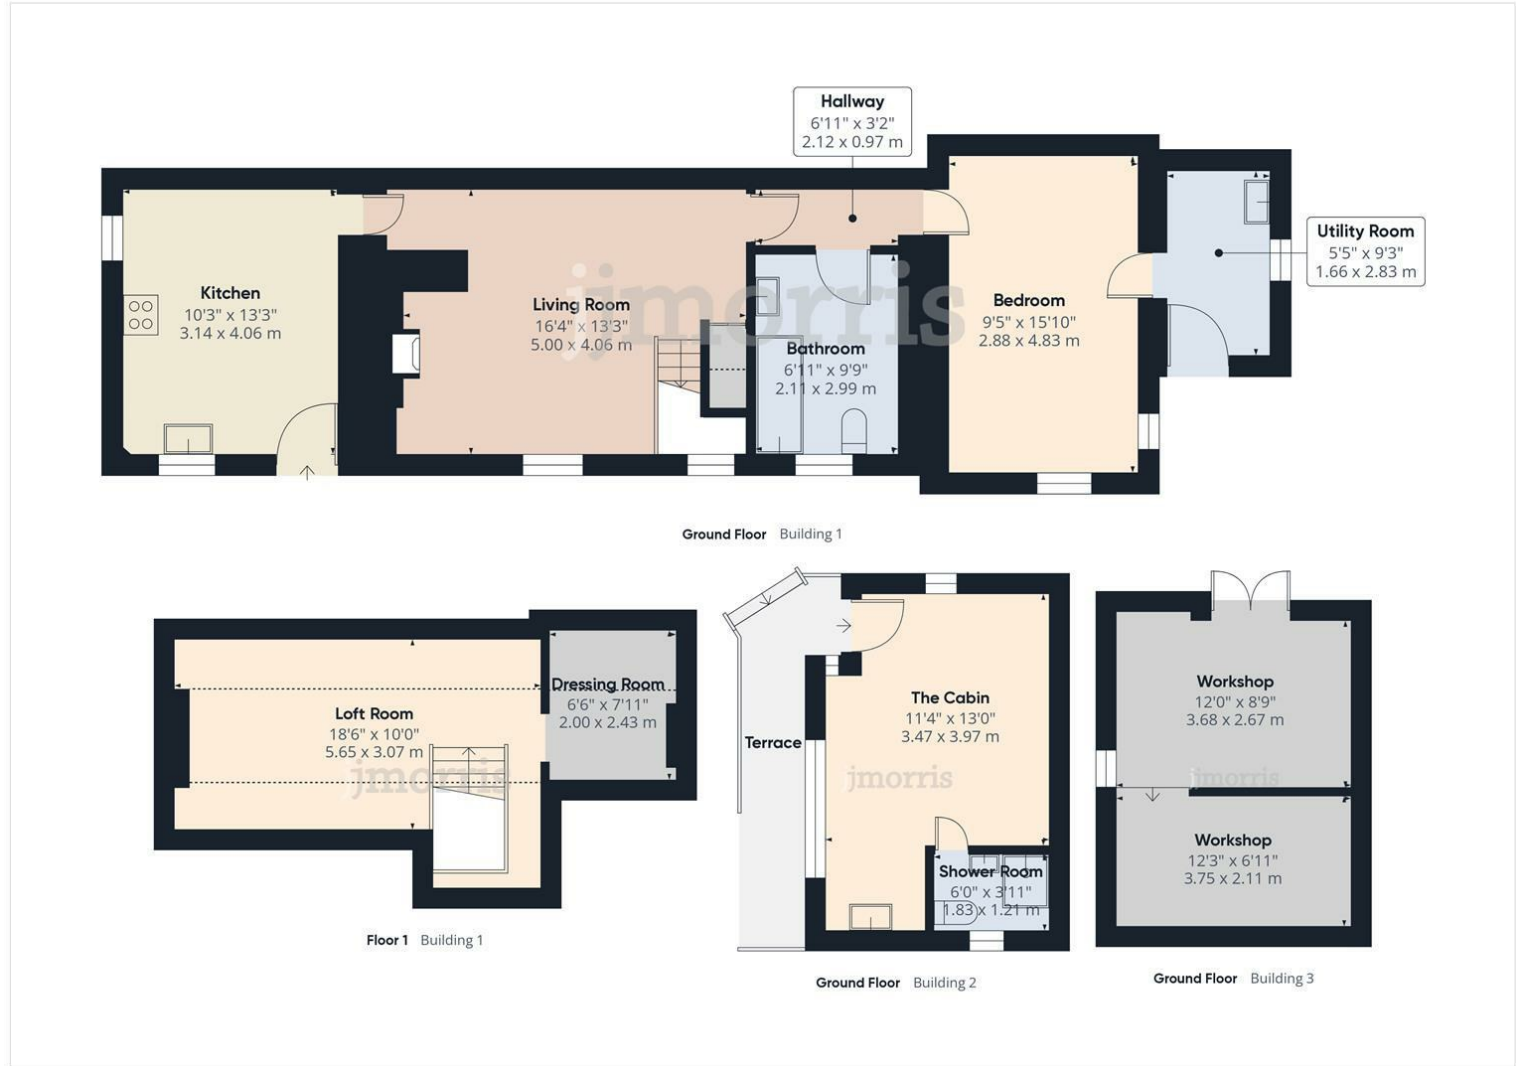 Hallway
6'11" x 3'2"
2.12 x 0.97 m
Kitchen
10'3" x 13'3"
3.14 x 4.06 m
Living Room
16'4" x 13'3"
5.00 x 4.06 m
jjmorris
Bathroom
6'11" x 9'9"
2.11 x 2.99 m
Bedroom
9'5" x 15'10"
2.88 x 4.83 m
Utility Room
5'5" x 9'3"
1.66 x 2.83 m
Ground Floor Building 1
Loft Room
18'6" x 10'0"
5.65 x 3.07 m
jjmorris
Dressing Room
6'6" x 7'11"
2.00 x 2.43 m
Floor 1 Building 1
Terrace
The Cabin
11'4" x 13'0"
3.47 x 3.97 m
jjmorris
Shower Room
6'0" x 3'11"
1.83 x 1.21 m
Ground Floor Building 2
Workshop
12'0" x 8'9"
3.68 x 2.67 m
jjmorris
Workshop
12'3" x 6'11"
3.75 x 2.11 m
Ground Floor Building 3